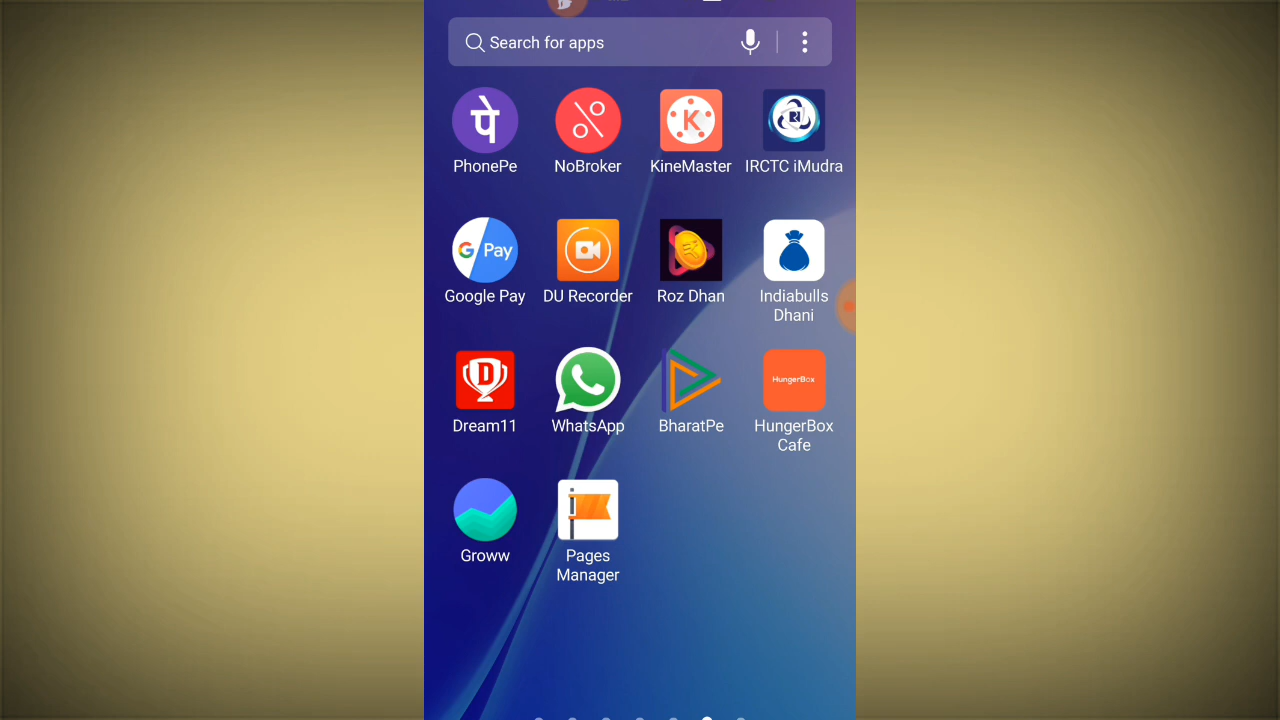 Search for apps
पे
K
PhonePe
NoBroker
KineMaster
IRCTC iMudra
G Pay
Google Pay
DU Recorder
Roz Dhan
Indiabulls
Dhani
D
HungerBox
Dream11
WhatsApp
BharatPe
HungerBox
Cafe
Groww
Pages
Manager